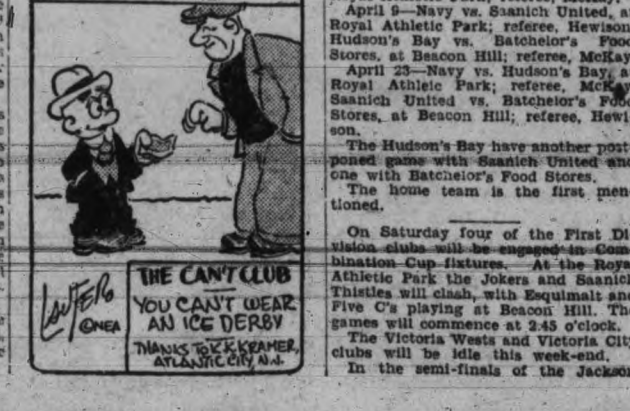 LAUFER
©NEA
THE CAN'T CLUB
YOU CAN'T WEAR
AN ICE DERBY
THANKS TO K.K. KRAMER,
ATLANTIC CITY, N.J.
April 9—Navy vs. Saanich United, at
Royal Athletic Park; referee, Hewison.
Hudson's Bay vs. Batchelor's Food
Stores, at Beacon Hill; referee, McKay.
April 23—Navy vs. Hudson's Bay, at
Royal Athleic Park; referee, McKay.
Saanich United vs. Batchelor's Food
Stores, at Beacon Hill; referee, Hewi-
son.
The Hudson's Bay have another post-
poned game with Saanich United and
one with Batchelor's Food Stores.
The home team is the first men-
tioned.
On Saturday four of the First Di-
vision clubs will be engaged in Com-
bination Cup fixtures. At the Royal
Athletic Park the Jokers and Saanich
Thistles will clash, with Esquimalt and
Five C's playing at Beacon Hill. The
games will commence at 2.45 o'clock.
The Victoria Wests and Victoria City
clubs will be idle this week-end.
In the semi-finals of the Jackson